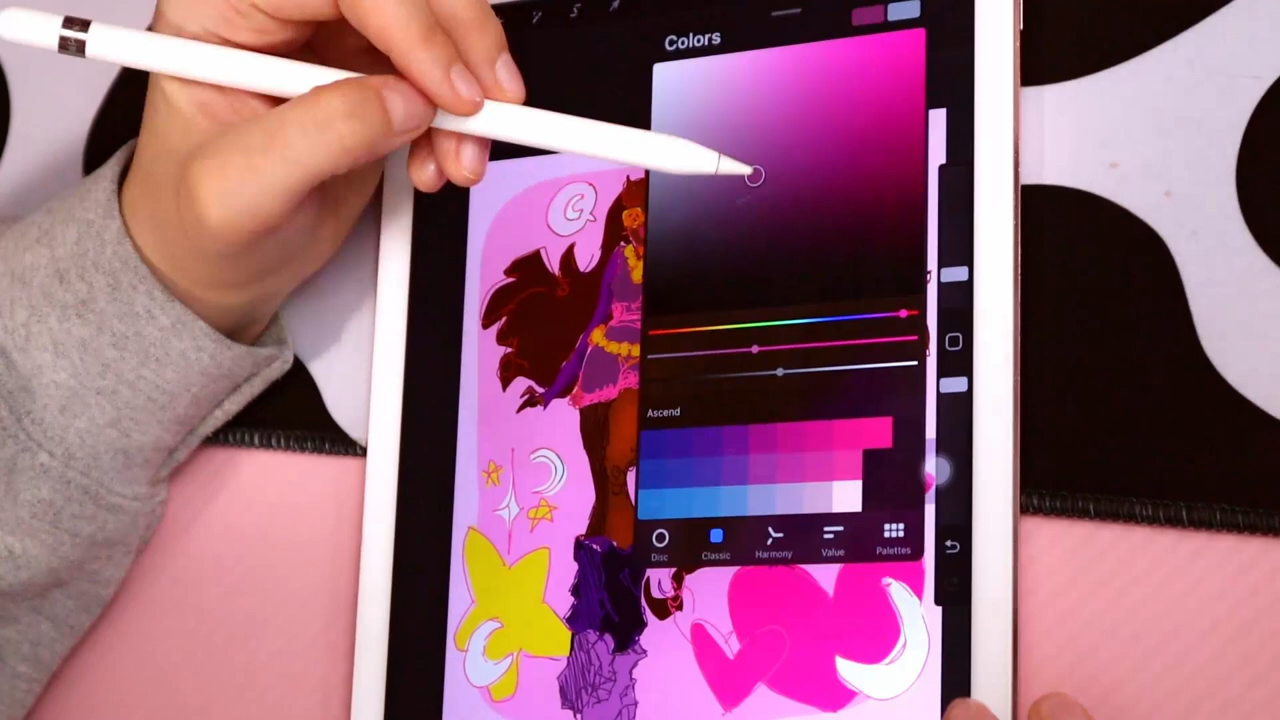 Colors
C
Ascend
Disc
Classic
Harmony
Value
Palettes